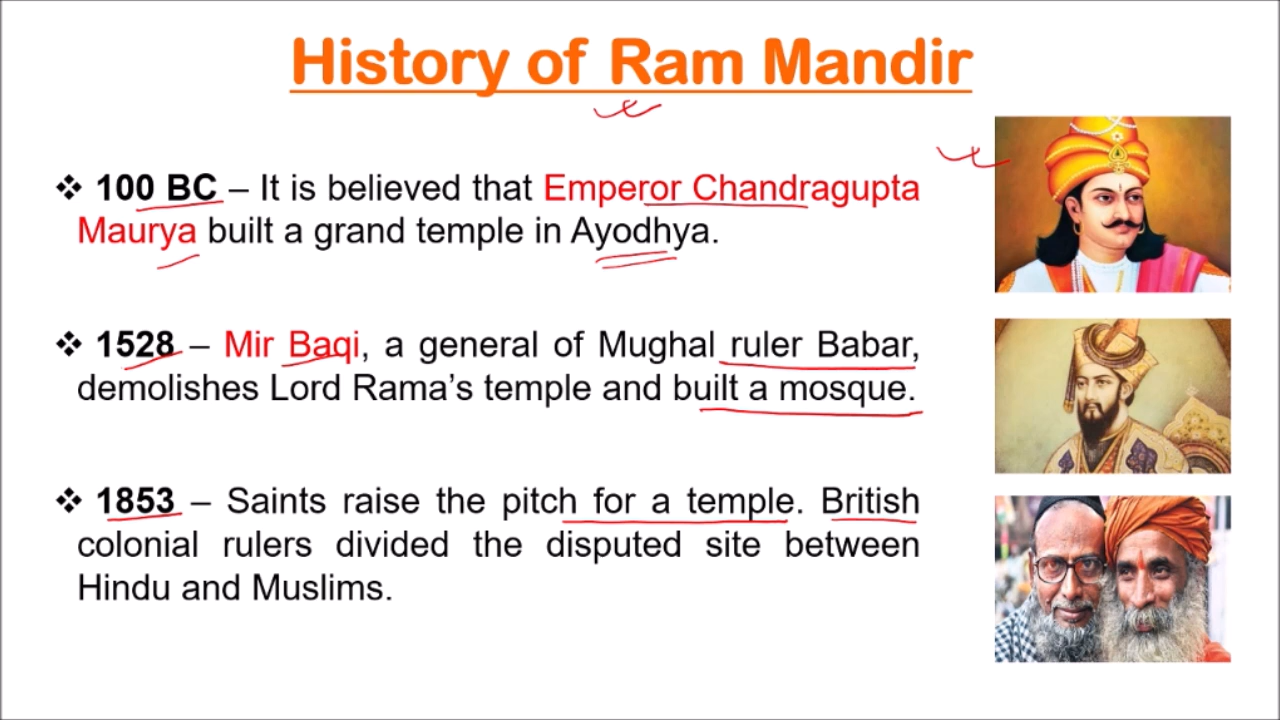 History of Ram Mandir
❖ 100 BC – It is believed that Emperor Chandragupta
Maurya built a grand temple in Ayodhya.
❖ 1528 – Mir Baqi, a general of Mughal ruler Babar,
demolishes Lord Rama’s temple and built a mosque.
❖ 1853 – Saints raise the pitch for a temple. British
colonial rulers divided the disputed site between
Hindu and Muslims.